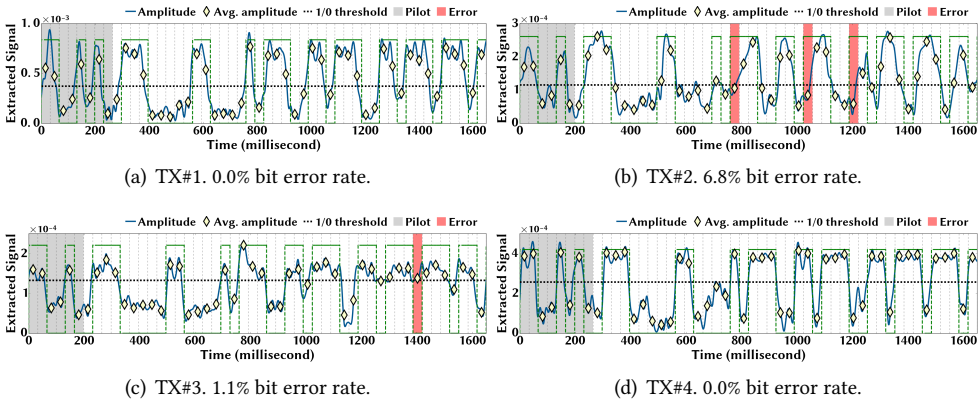 Amplitude Avg. amplitude 1/0 threshold Pilot Error
×10⁻³
1.0
0.5
0.0
Extracted Signal
0 200 400 600 800 1000 1200 1400 1600
Time (millisecond)
(a) TX#1. 0.0% bit error rate.
Amplitude Avg. amplitude 1/0 threshold Pilot Error
×10⁻⁴
3
2
1
0
Extracted Signal
0 200 400 600 800 1000 1200 1400 1600
Time (millisecond)
(b) TX#2. 6.8% bit error rate.
Amplitude Avg. amplitude 1/0 threshold Pilot Error
×10⁻⁴
2
1
0
Extracted Signal
0 200 400 600 800 1000 1200 1400 1600
Time (millisecond)
(c) TX#3. 1.1% bit error rate.
Amplitude Avg. amplitude 1/0 threshold Pilot Error
×10⁻⁴
4
2
0
Extracted Signal
0 200 400 600 800 1000 1200 1400 1600
Time (millisecond)
(d) TX#4. 0.0% bit error rate.